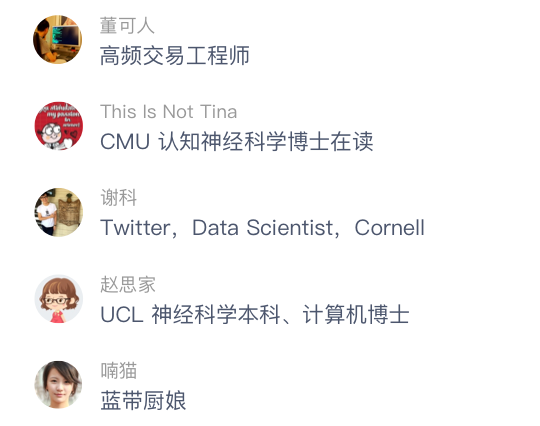 董可人
高频交易工程师
This Is Not Tina
CMU 认知神经科学博士在读
谢科
Twitter，Data Scientist，Cornell
赵思家
UCL 神经科学本科、计算机博士
喃猫
蓝带厨娘